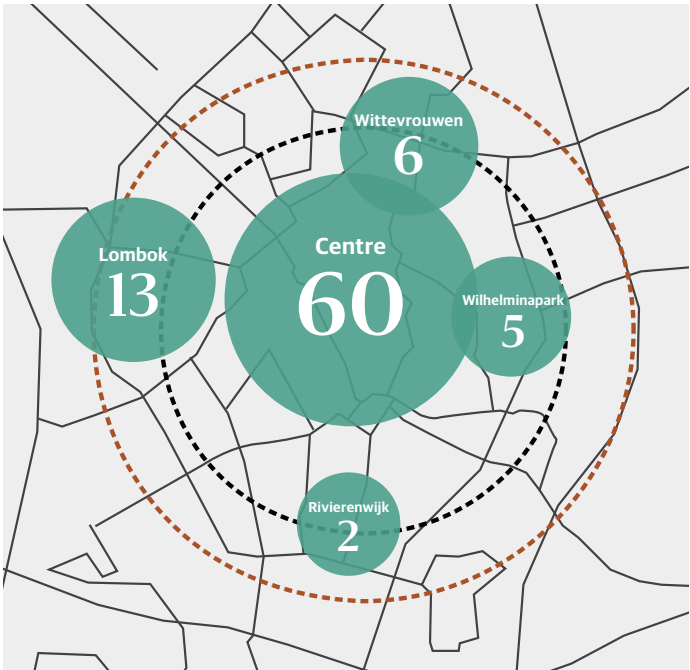 Wittevrouwen
6
Centre
60
Lombok
13
Wilhelminapark
5
Rivierenwijk
2